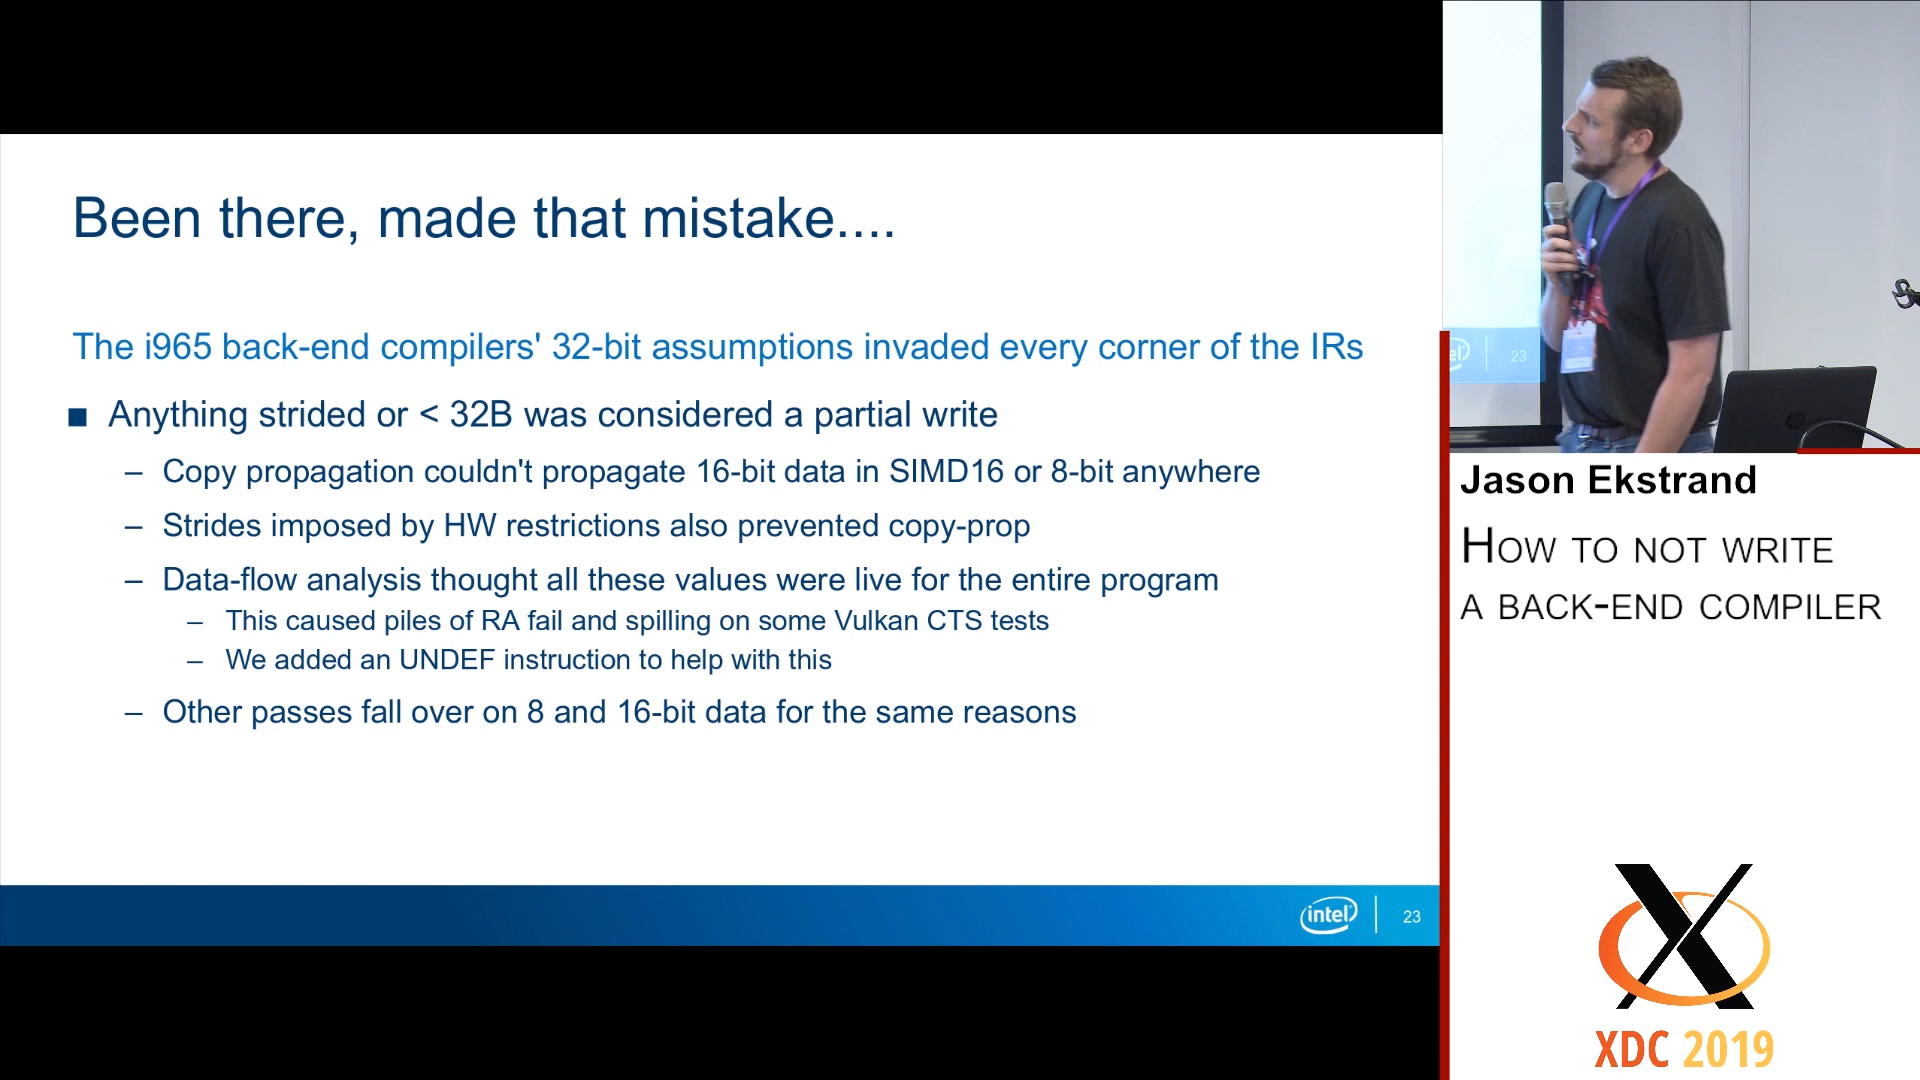 Been there, made that mistake....
The i965 back-end compilers' 32-bit assumptions invaded every corner of the IRs
■ Anything strided or < 32B was considered a partial write
– Copy propagation couldn't propagate 16-bit data in SIMD16 or 8-bit anywhere
– Strides imposed by HW restrictions also prevented copy-prop
– Data-flow analysis thought all these values were live for the entire program
– This caused piles of RA fail and spilling on some Vulkan CTS tests
– We added an UNDEF instruction to help with this
– Other passes fall over on 8 and 16-bit data for the same reasons
intel
23
el
23
Jason Ekstrand
How to not write
a back-end compiler
X
XDC 2019